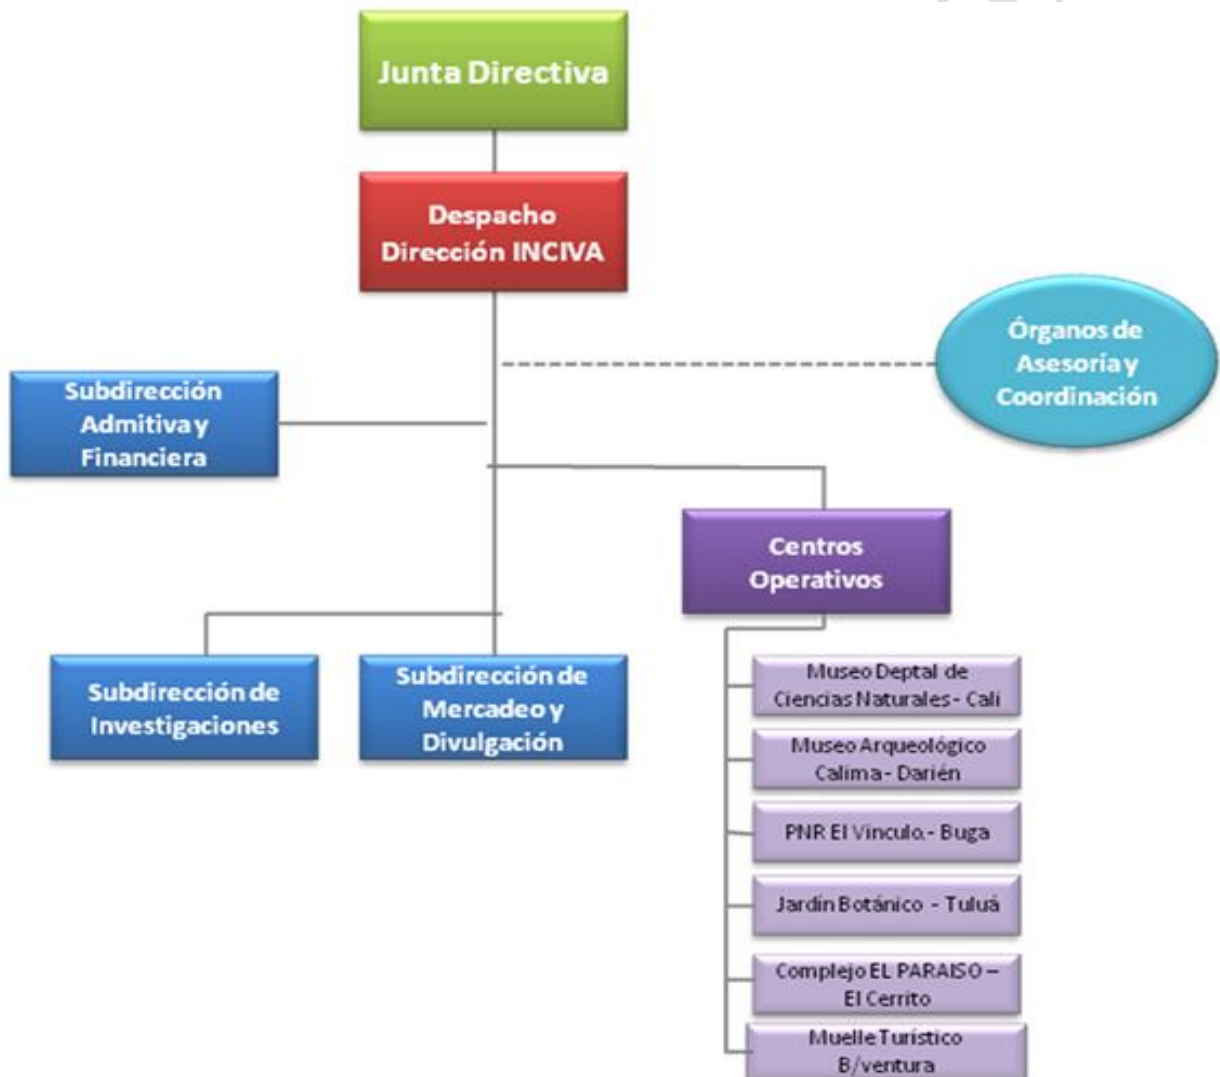 Junta Directiva
Despacho
Dirección INCIVA
Órganos de
Asesoría y
Coordinación
Subdirección
Admitiva y
Financiera
Centros
Operativos
Subdirección de
Investigaciones
Subdirección de
Mercadeo y
Divulgación
Museo Deptal de
Ciencias Naturales - Cali
Museo Arqueológico
Calima - Darién
PNR El Vinculo.- Buga
Jardín Botánico - Tuluá
Complejo EL PARAISO –
El Cerrito
Muelle Turístico
B/ventura